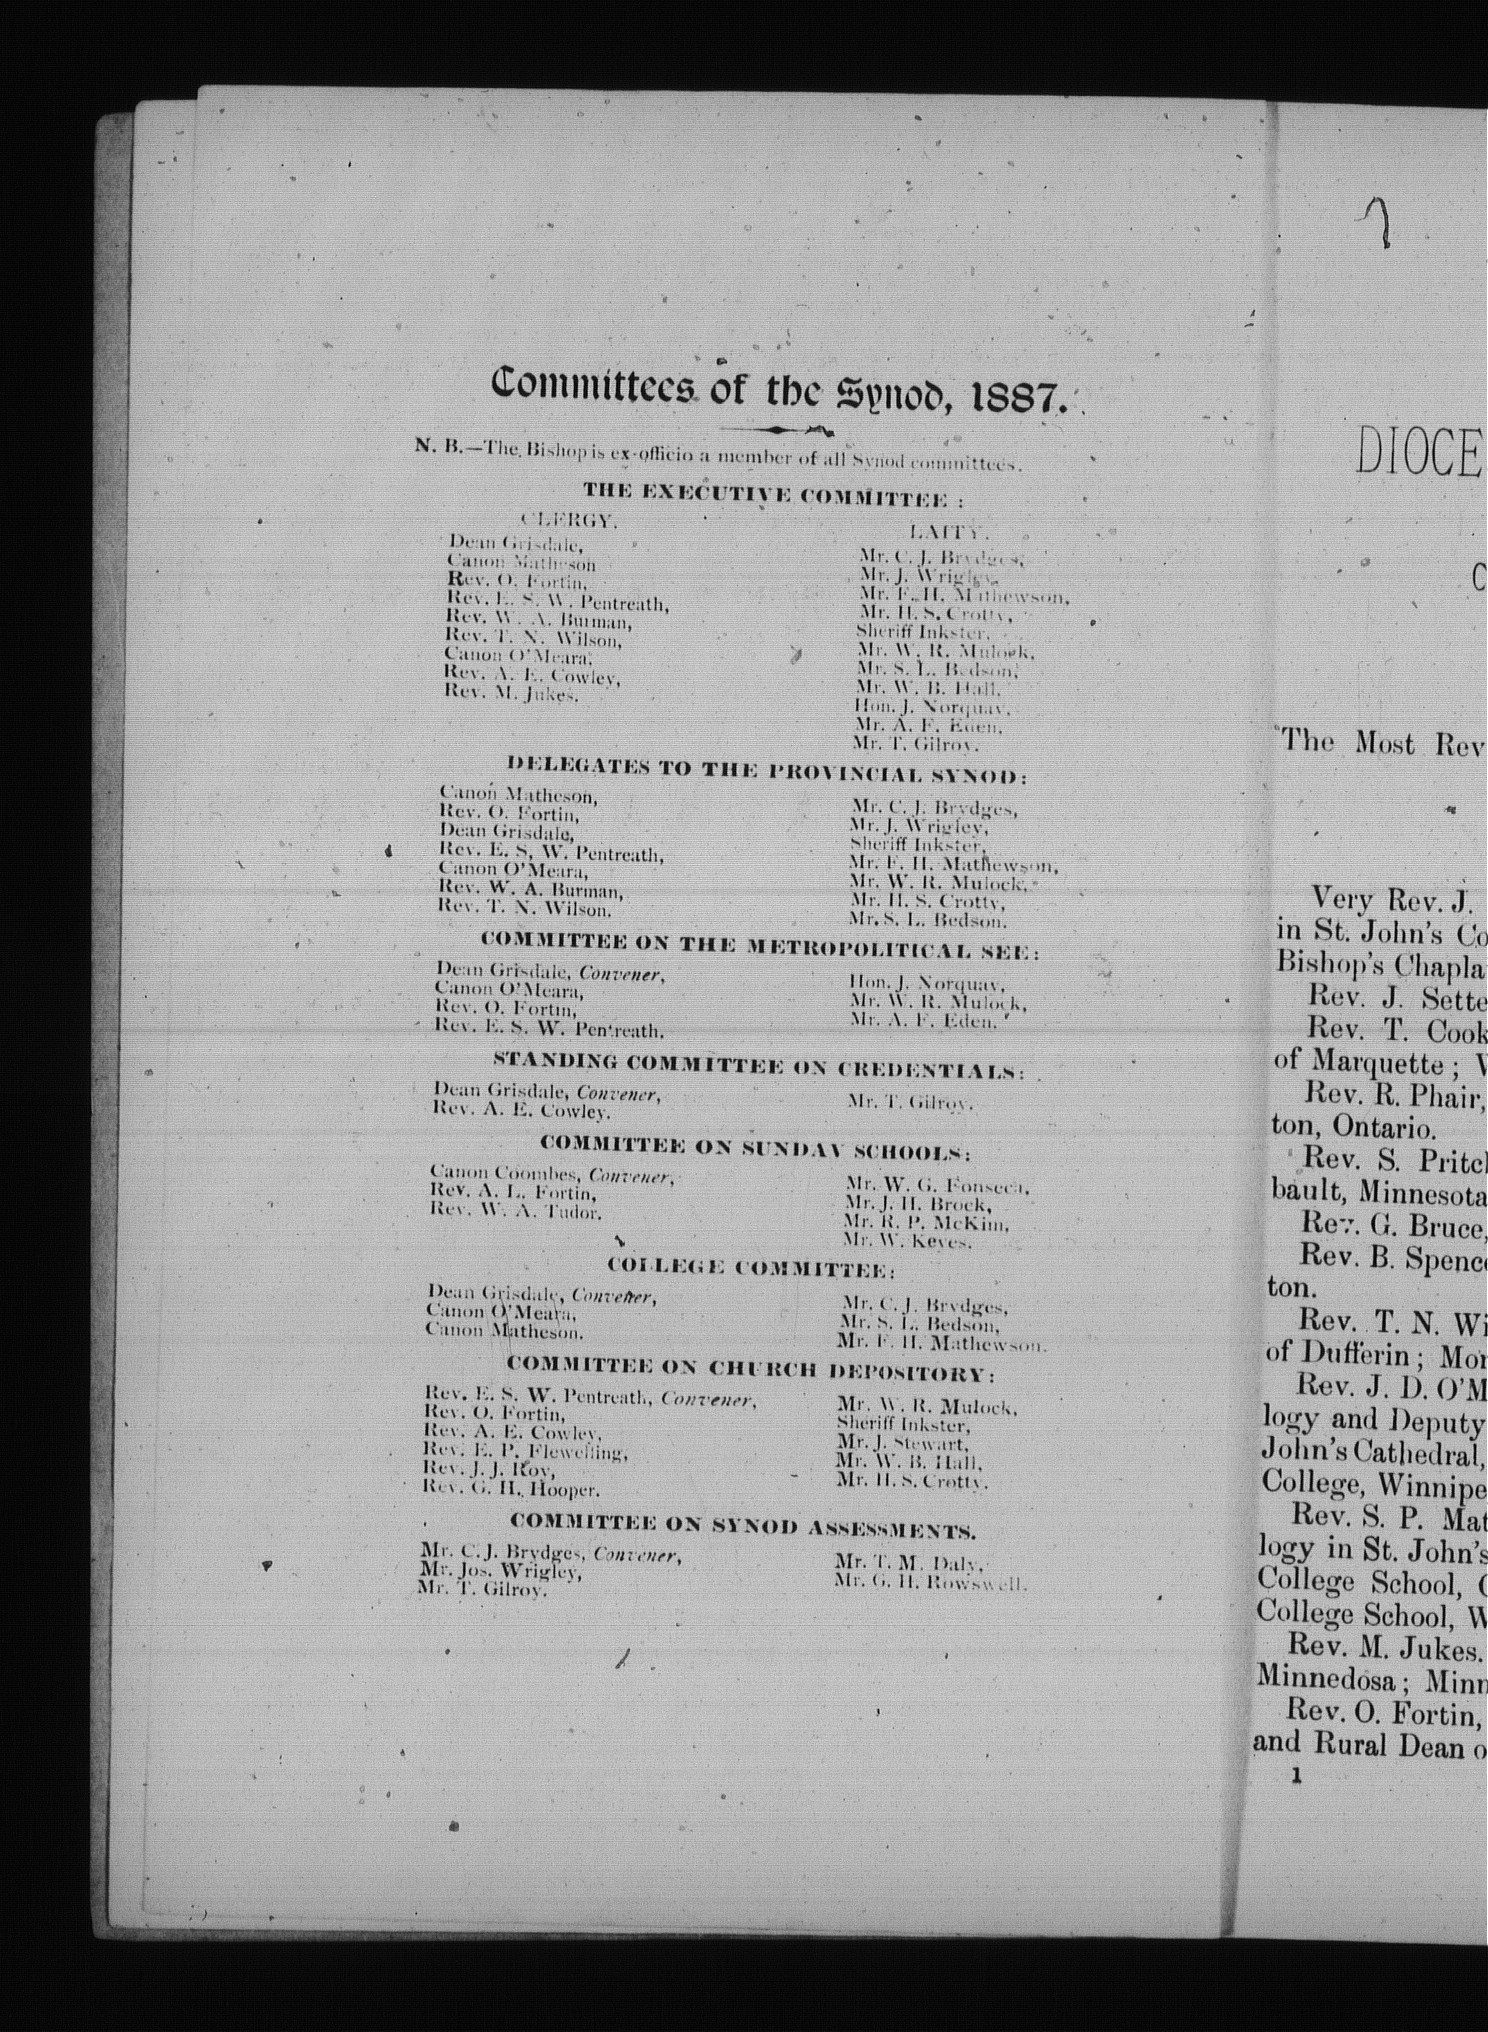 Committees of the Synod, 1887.
N. B.—The Bishop is ex-officio a member of all Synod committees.
THE EXECUTIVE COMMITTEE :
CLERGY.
Dean Grisdale,
Canon Matheson
Rev. O. Fortin,
Rev. E. S. W. Pentreath,
Rev. W. A. Burman,
Rev. T. N. Wilson,
Canon O'Meara,
Rev. A. E. Cowley,
Rev. M. Jukes.
LAITY.
Mr. C. J. Brydges,
Mr. J. Wrigley,
Mr. F. H. Mathewson,
Mr. H. S. Crotty,
Sheriff Inkster,
Mr. W. R. Mulock,
Mr. S. L. Bedson,
Mr. W. B. Hall,
Hon. J. Norquay,
Mr. A. F. Eden,
Mr. T. Gilroy.
DELEGATES TO THE PROVINCIAL SYNOD:
Canon Matheson,
Rev. O. Fortin,
Dean Grisdale,
Rev. E. S. W. Pentreath,
Canon O'Meara,
Rev. W. A. Burman,
Rev. T. N. Wilson.
Mr. C. J. Brydges,
Mr. J. Wrigley,
Sheriff Inkster,
Mr. F. H. Mathewson,
Mr. W. R. Mulock,
Mr. H. S. Crotty,
Mr. S. L. Bedson.
COMMITTEE ON THE METROPOLITICAL SEE:
Dean Grisdale, Convener,
Canon O'Meara,
Rev. O. Fortin,
Rev. E. S. W. Pentreath.
Hon. J. Norquay,
Mr. W. R. Mulock,
Mr. A. F. Eden.
STANDING COMMITTEE ON CREDENTIALS:
Dean Grisdale, Convener,
Rev. A. E. Cowley.
Mr. T. Gilroy.
COMMITTEE ON SUNDAY SCHOOLS:
Canon Coombes, Convener,
Rev. A. L. Fortin,
Rev. W. A. Tudor.
Mr. W. G. Fonseca,
Mr. J. H. Brock,
Mr. R. P. McKim,
Mr. W. Keyes.
COLLEGE COMMITTEE:
Dean Grisdale, Convener,
Canon O'Meara,
Canon Matheson.
Mr. C. J. Brydges,
Mr. S. L. Bedson,
Mr. F. H. Mathewson.
COMMITTEE ON CHURCH DEPOSITORY:
Rev. E. S. W. Pentreath, Convener,
Rev. O. Fortin,
Rev. A. E. Cowley,
Rev. E. P. Flewelling,
Rev. J. J. Roy,
Rev. G. H. Hooper.
Mr. W. R. Mulock,
Sheriff Inkster,
Mr. J. Stewart,
Mr. W. B. Hall,
Mr. H. S. Crotty.
COMMITTEE ON SYNOD ASSESSMENTS.
Mr. C. J. Brydges, Convener,
Mr. Jos. Wrigley,
Mr. T. Gilroy.
Mr. T. M. Daly,
Mr. G. H. Rowswell.
DIOCE
C
The Most Rev
Very Rev. J.
in St. John's Co
Bishop's Chapla
Rev. J. Sette
Rev. T. Cook
of Marquette ;
Rev. R. Phair,
ton, Ontario.
Rev. S. Pritc
bault, Minnesota
Rev. G. Bruce,
Rev. B. Spence
ton.
Rev. T. N. Wi
of Dufferin ; Mor
Rev. J. D. O'M
logy and Deputy
John's Cathedral,
College, Winnipe
Rev. S. P. Mat
logy in St. John's
College School,
College School, W
Rev. M. Jukes.
Minnedosa ; Minn
Rev. O. Fortin,
and Rural Dean o
1